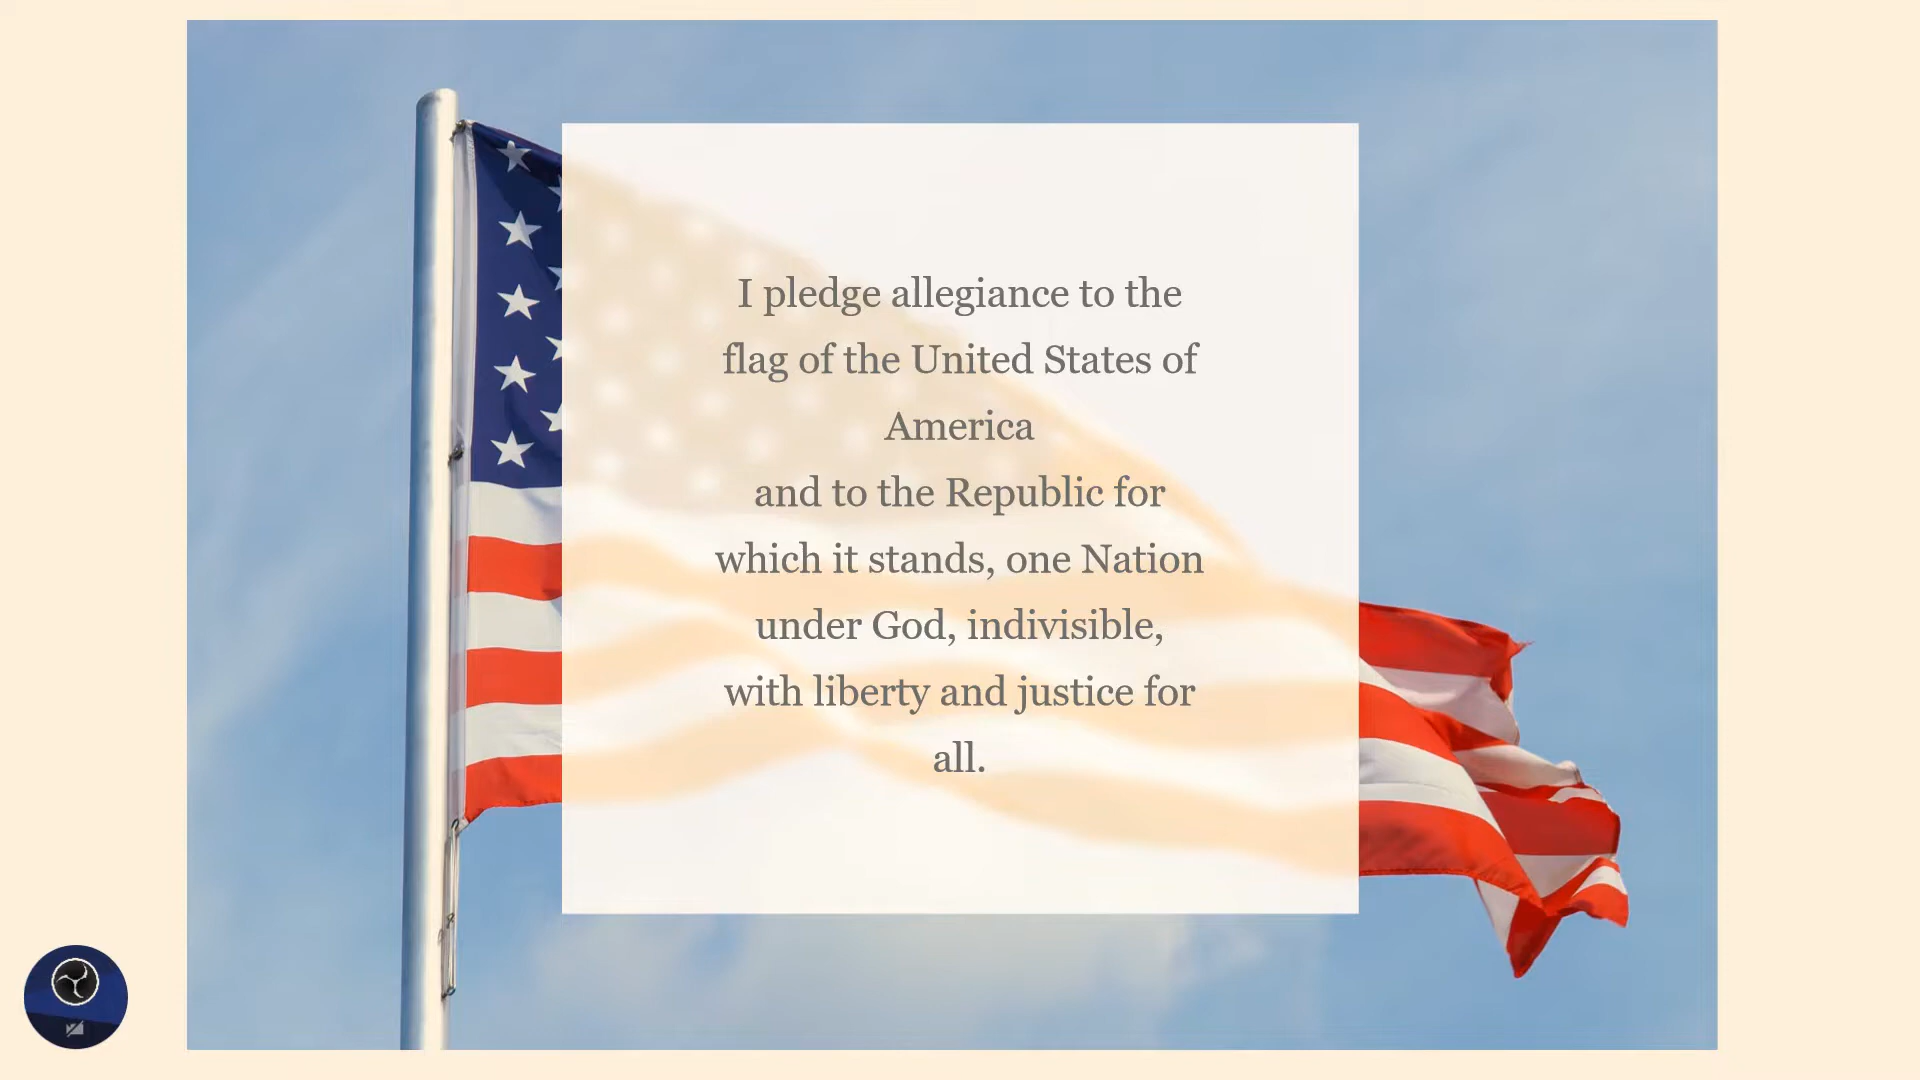 I pledge allegiance to the
flag of the United States of
America
and to the Republic for
which it stands, one Nation
under God, indivisible,
with liberty and justice for
all.